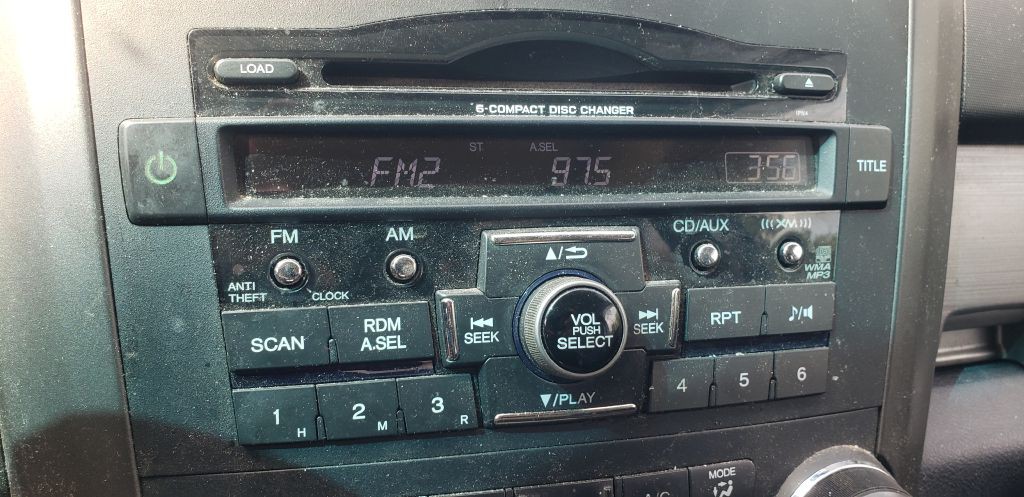 LOAD
6-COMPACT DISC CHANGER
ST A.SEL
FM2 97.5 3:56
TITLE
FM AM CD/AUX (((XM)))
ANTI THEFT CLOCK
WMA MP3
SCAN
RDM A.SEL
SEEK
VOL PUSH SELECT
SEEK
RPT
1 H 2 M 3 R
/PLAY
4 5 6
A/C
MODE